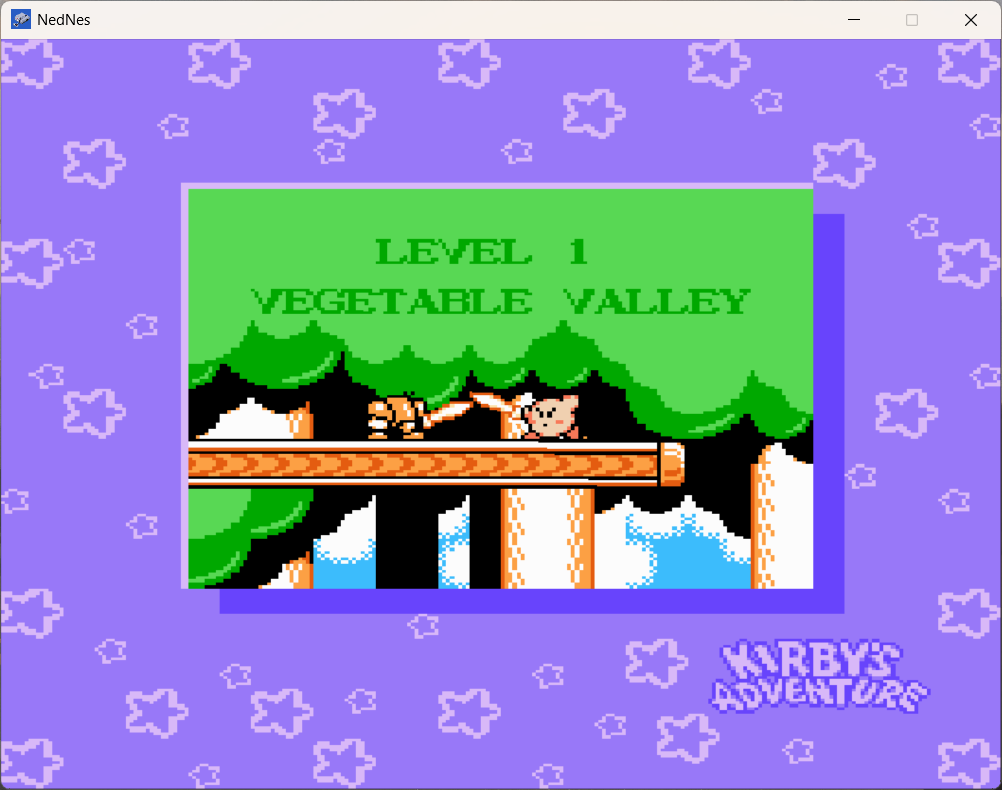 NedNes
LEVEL 1
VEGETABLE VALLEY
KIRBY'S
ADVENTURE